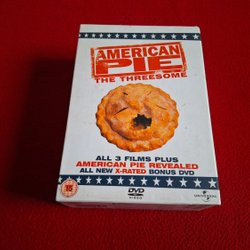 AMERICAN
PIE
THE THREESOME
ALL 3 FILMS PLUS
AMERICAN PIE REVEALED
ALL NEW X-RATED BONUS DVD
15
DVD
VIDEO
UNIVERSAL